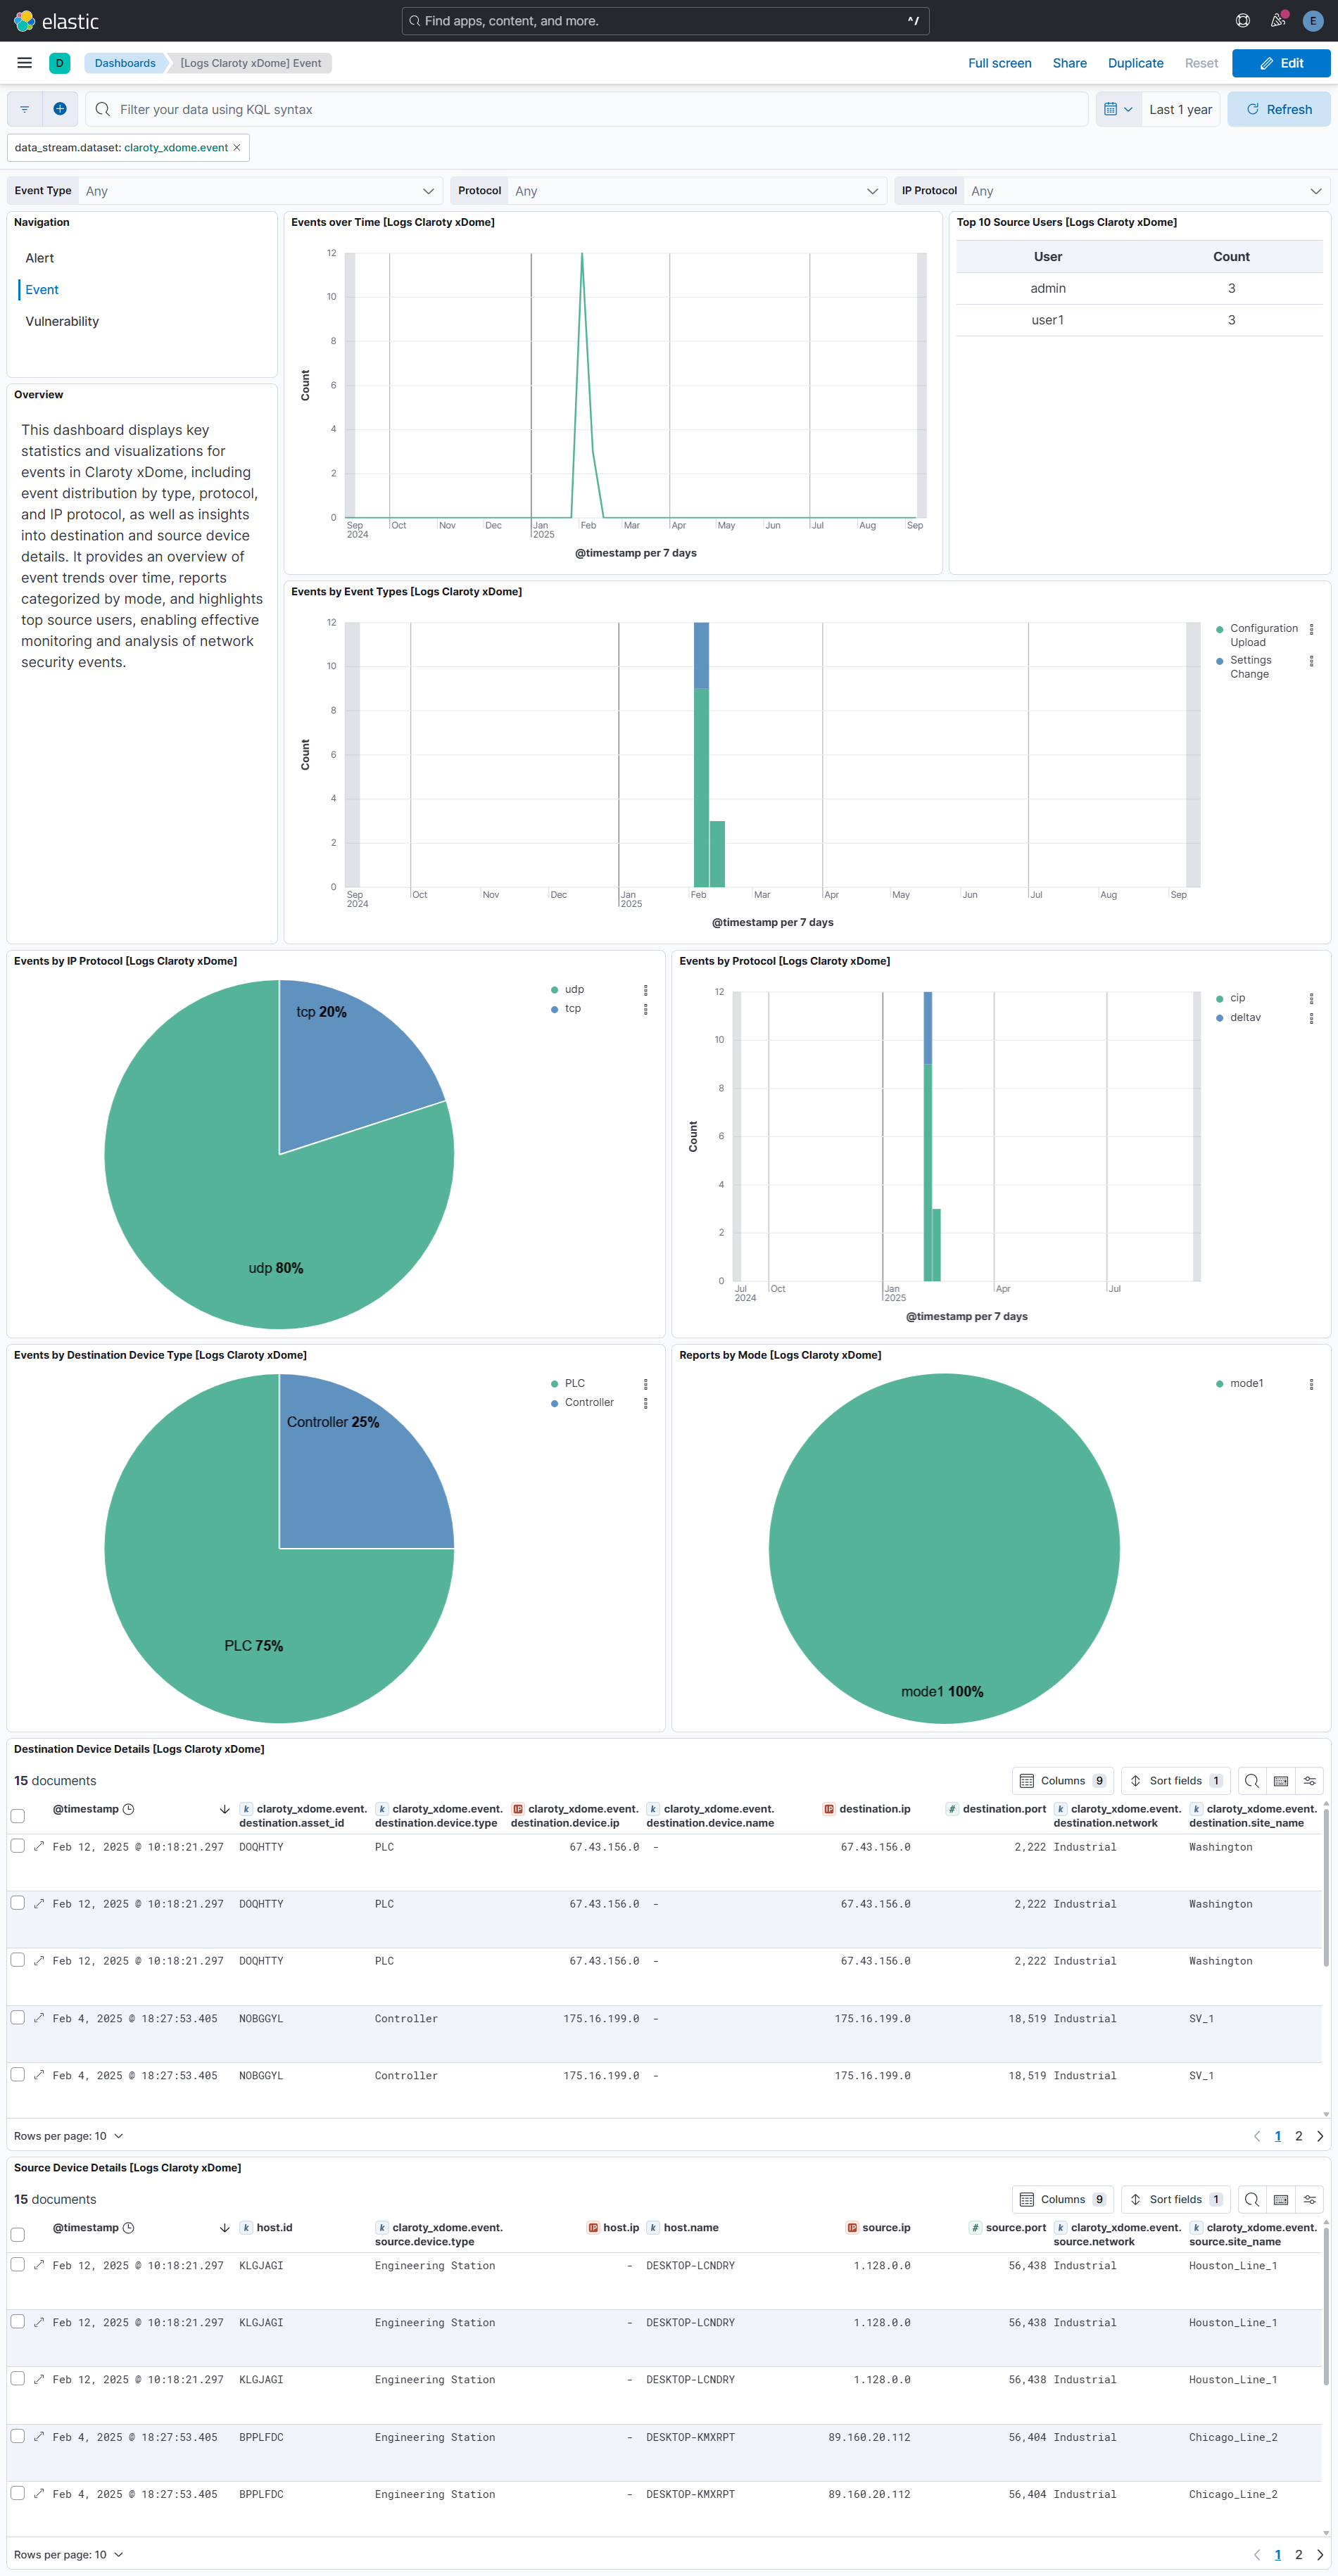 elastic
Find apps, content, and more.
^/
E
D
Dashboards
[Logs Claroty xDome] Event
Full screen
Share
Duplicate
Reset
Edit
Filter your data using KQL syntax
Last 1 year
Refresh
data_stream.dataset: claroty_xdome.event ×
Event Type Any
Protocol Any
IP Protocol Any
Navigation
Alert
Event
Vulnerability
Overview
This dashboard displays key
statistics and visualizations for
events in Claroty xDome, including
event distribution by type, protocol,
and IP protocol, as well as insights
into destination and source device
details. It provides an overview of
event trends over time, reports
categorized by mode, and highlights
top source users, enabling effective
monitoring and analysis of network
security events.
Events over Time [Logs Claroty xDome]
12
10
8
6
4
2
0
Count
Sep Oct Nov Dec Jan Feb Mar Apr May Jun Jul Aug Sep
2024 2025
@timestamp per 7 days
Top 10 Source Users [Logs Claroty xDome]
User Count
admin 3
user1 3
Events by Event Types [Logs Claroty xDome]
12
10
8
6
4
2
0
Count
Sep Oct Nov Dec Jan Feb Mar Apr May Jun Jul Aug Sep
2024 2025
@timestamp per 7 days
Configuration
Upload
Settings
Change
Events by IP Protocol [Logs Claroty xDome]
tcp 20%
udp 80%
udp
tcp
Events by Protocol [Logs Claroty xDome]
12
10
8
6
4
2
0
Count
Jul Oct Jan Apr Jul
2024 2025
@timestamp per 7 days
cip
deltav
Events by Destination Device Type [Logs Claroty xDome]
Controller 25%
PLC 75%
PLC
Controller
Reports by Mode [Logs Claroty xDome]
mode1 100%
mode1
Destination Device Details [Logs Claroty xDome]
15 documents
Columns 9
Sort fields 1
@timestamp k claroty_xdome.event. k claroty_xdome.event. IP claroty_xdome.event. k claroty_xdome.event. IP destination.ip # destination.port k claroty_xdome.event. k claroty_xdome.event.
destination.asset_id destination.device.type destination.device.ip destination.device.name destination.network destination.site_name
Feb 12, 2025 @ 10:18:21.297 DOQHTTY PLC 67.43.156.0 - 67.43.156.0 2,222 Industrial Washington
Feb 12, 2025 @ 10:18:21.297 DOQHTTY PLC 67.43.156.0 - 67.43.156.0 2,222 Industrial Washington
Feb 12, 2025 @ 10:18:21.297 DOQHTTY PLC 67.43.156.0 - 67.43.156.0 2,222 Industrial Washington
Feb 4, 2025 @ 18:27:53.405 NOBGGYL Controller 175.16.199.0 - 175.16.199.0 18,519 Industrial SV_1
Feb 4, 2025 @ 18:27:53.405 NOBGGYL Controller 175.16.199.0 - 175.16.199.0 18,519 Industrial SV_1
Rows per page: 10
1 2
Source Device Details [Logs Claroty xDome]
15 documents
Columns 9
Sort fields 1
@timestamp k host.id k claroty_xdome.event. IP host.ip k host.name IP source.ip # source.port k claroty_xdome.event. k claroty_xdome.event.
source.device.type source.network source.site_name
Feb 12, 2025 @ 10:18:21.297 KLGJAGI Engineering Station - DESKTOP-LCNDRY 1.128.0.0 56,438 Industrial Houston_Line_1
Feb 12, 2025 @ 10:18:21.297 KLGJAGI Engineering Station - DESKTOP-LCNDRY 1.128.0.0 56,438 Industrial Houston_Line_1
Feb 12, 2025 @ 10:18:21.297 KLGJAGI Engineering Station - DESKTOP-LCNDRY 1.128.0.0 56,438 Industrial Houston_Line_1
Feb 4, 2025 @ 18:27:53.405 BPPLFDC Engineering Station - DESKTOP-KMXRPT 89.160.20.112 56,404 Industrial Chicago_Line_2
Feb 4, 2025 @ 18:27:53.405 BPPLFDC Engineering Station - DESKTOP-KMXRPT 89.160.20.112 56,404 Industrial Chicago_Line_2
Rows per page: 10
1 2